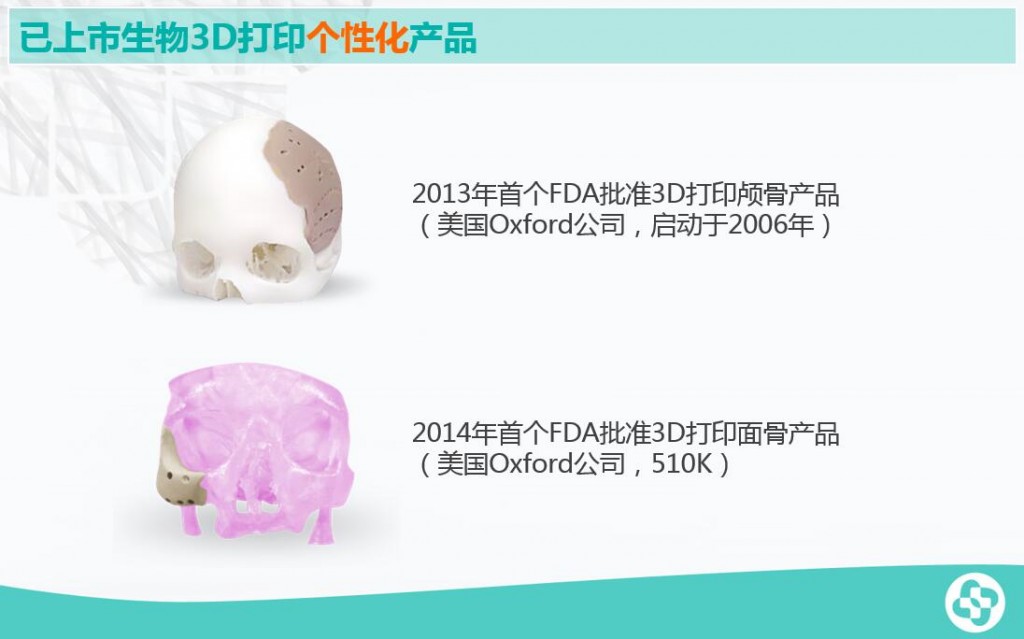 已上市生物3D打印个性化产品
2013年首个FDA批准3D打印颅骨产品
（美国Oxford公司，启动于2006年）
2014年首个FDA批准3D打印面骨产品
（美国Oxford公司，510K）